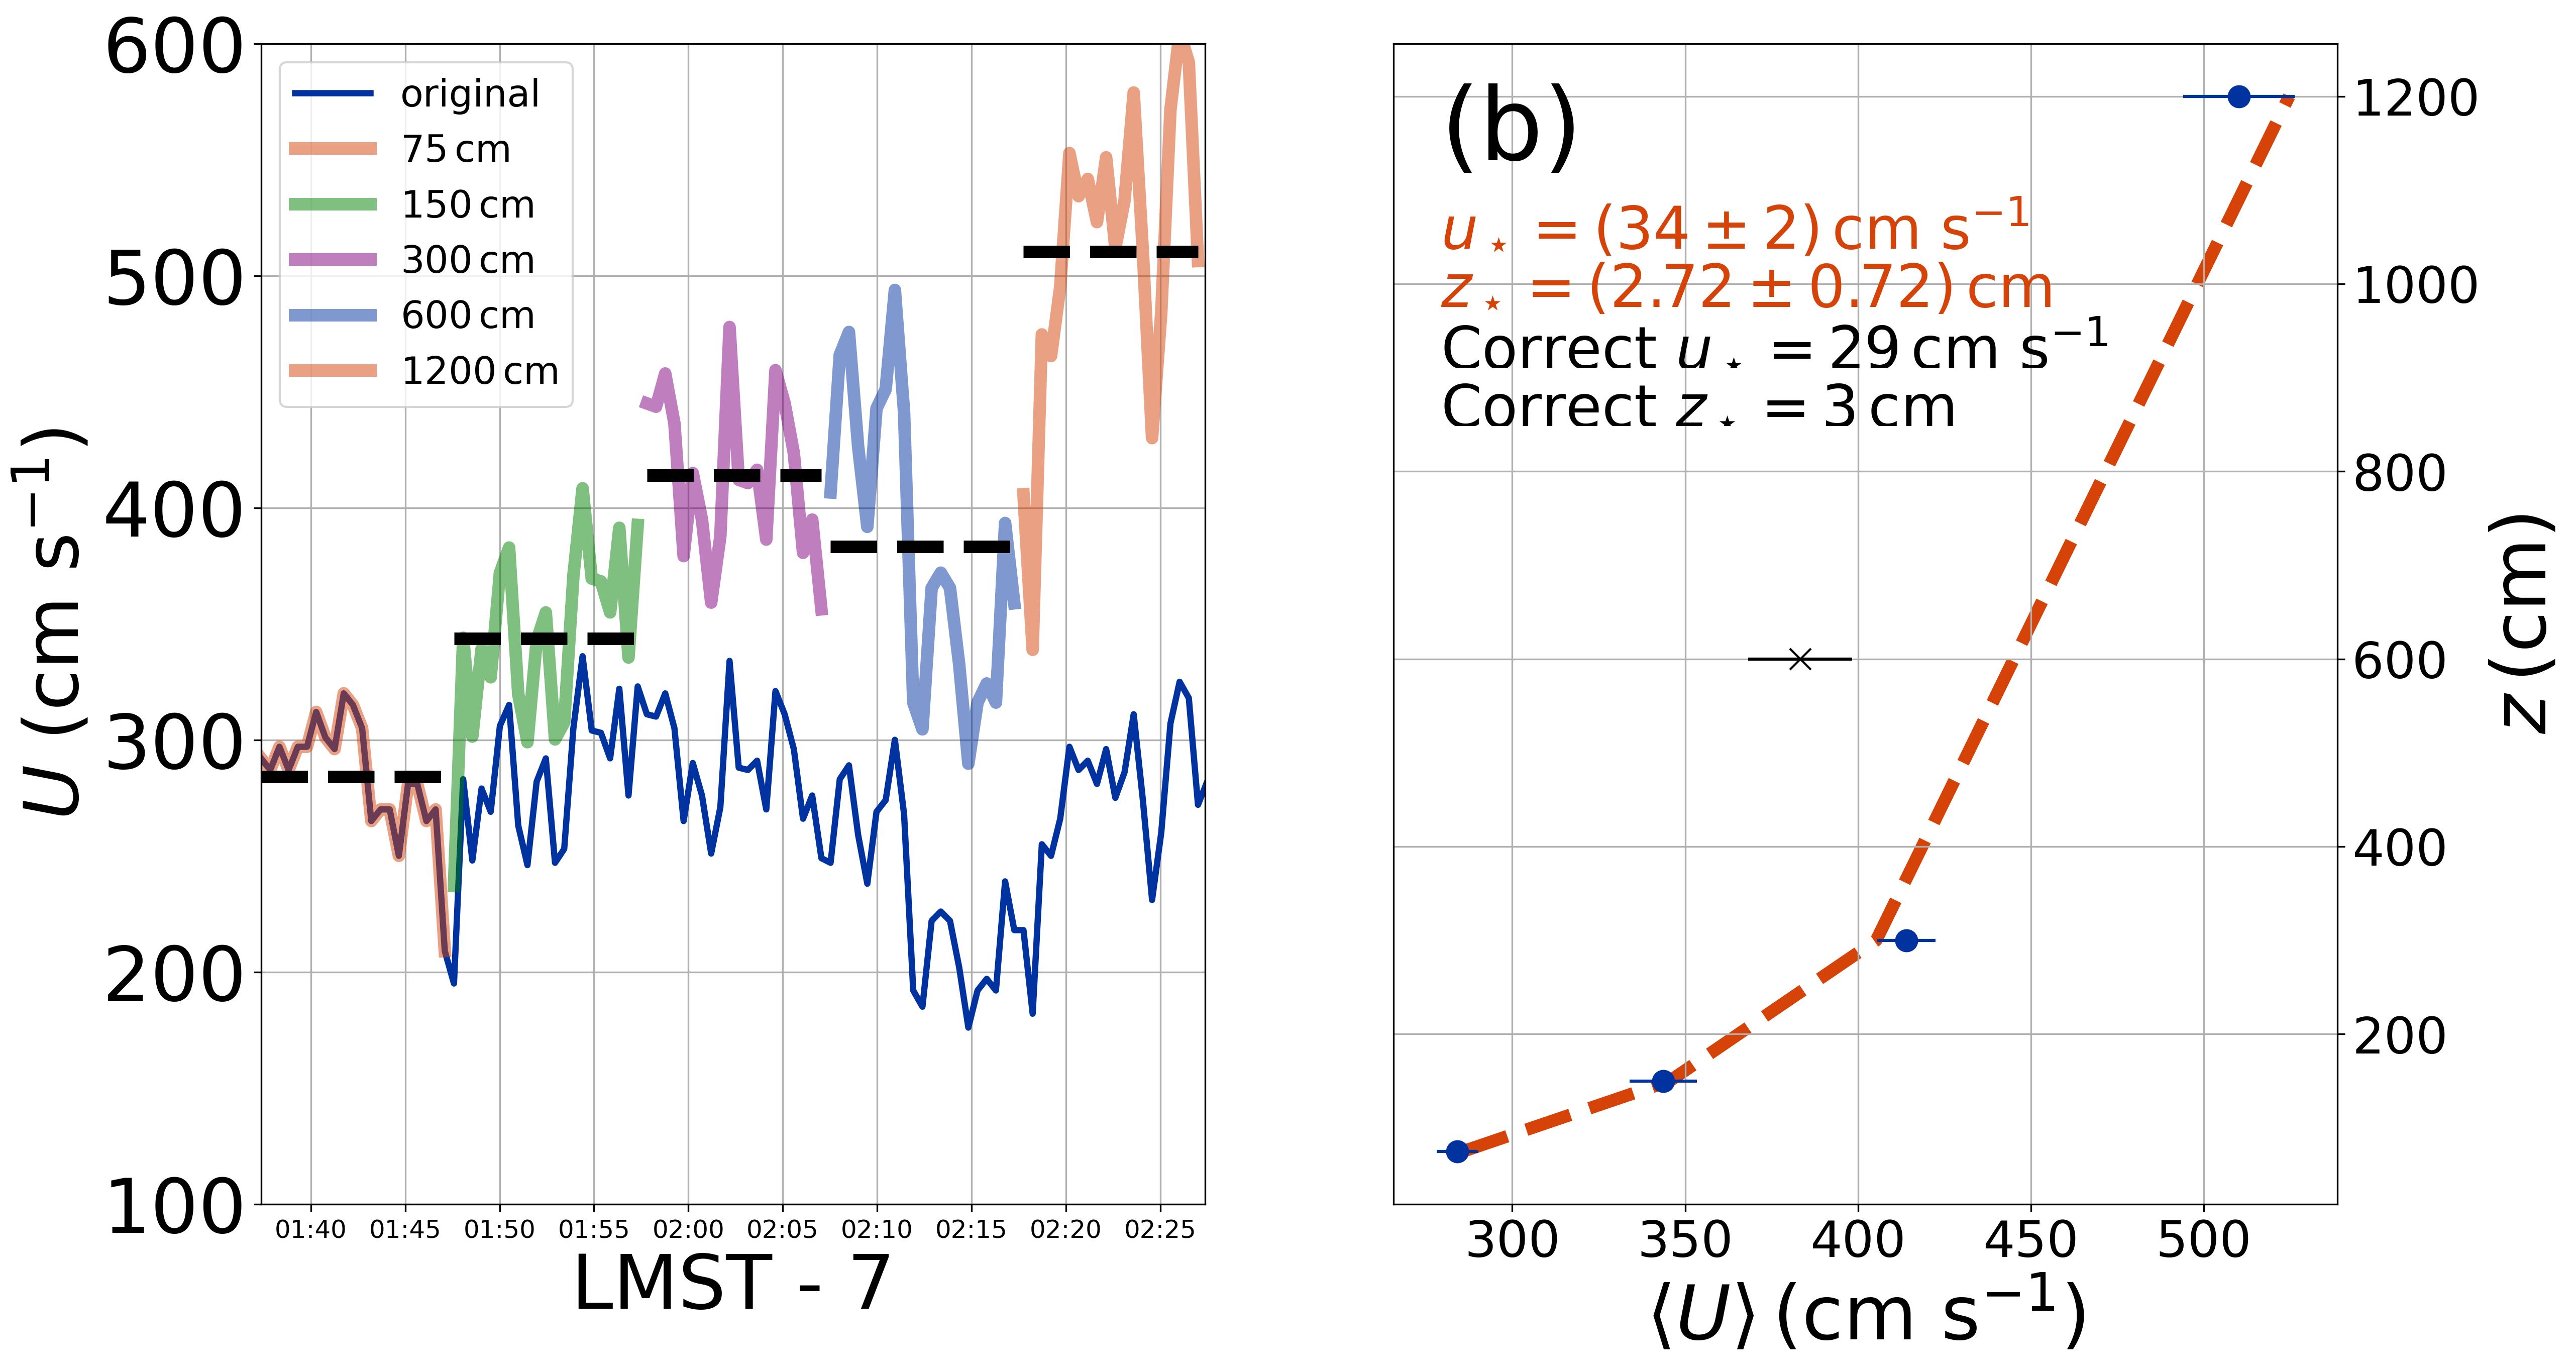 600
500
400
300
200
100
U (cm s⁻¹)
original
75 cm
150 cm
300 cm
600 cm
1200 cm
01:40 01:45 01:50 01:55 02:00 02:05 02:10 02:15 02:20 02:25
LMST - 7
(b)
u⋆ = (34 ± 2) cm s⁻¹
z⋆ = (2.72 ± 0.72) cm
Correct u⋆ = 29 cm s⁻¹
Correct z⋆ = 3 cm
1200
1000
800
600
400
200
z (cm)
300 350 400 450 500
⟨U⟩ (cm s⁻¹)